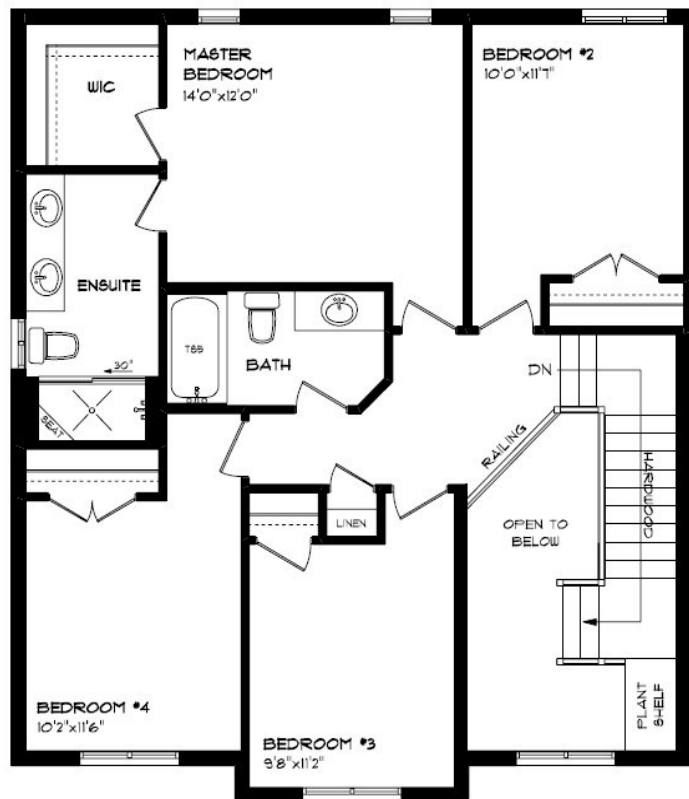 MASTER
BEDROOM
14'0"x12'0"
BEDROOM #2
10'0"x11'7"
WIC
ENSUITE
30"
SEAT
T&S
BATH
DN
RAILING
HARDWOOD
OPEN TO
BELOW
LINEN
PLANT
SHELF
BEDROOM #4
10'2"x11'6"
BEDROOM #3
9'8"x11'2"